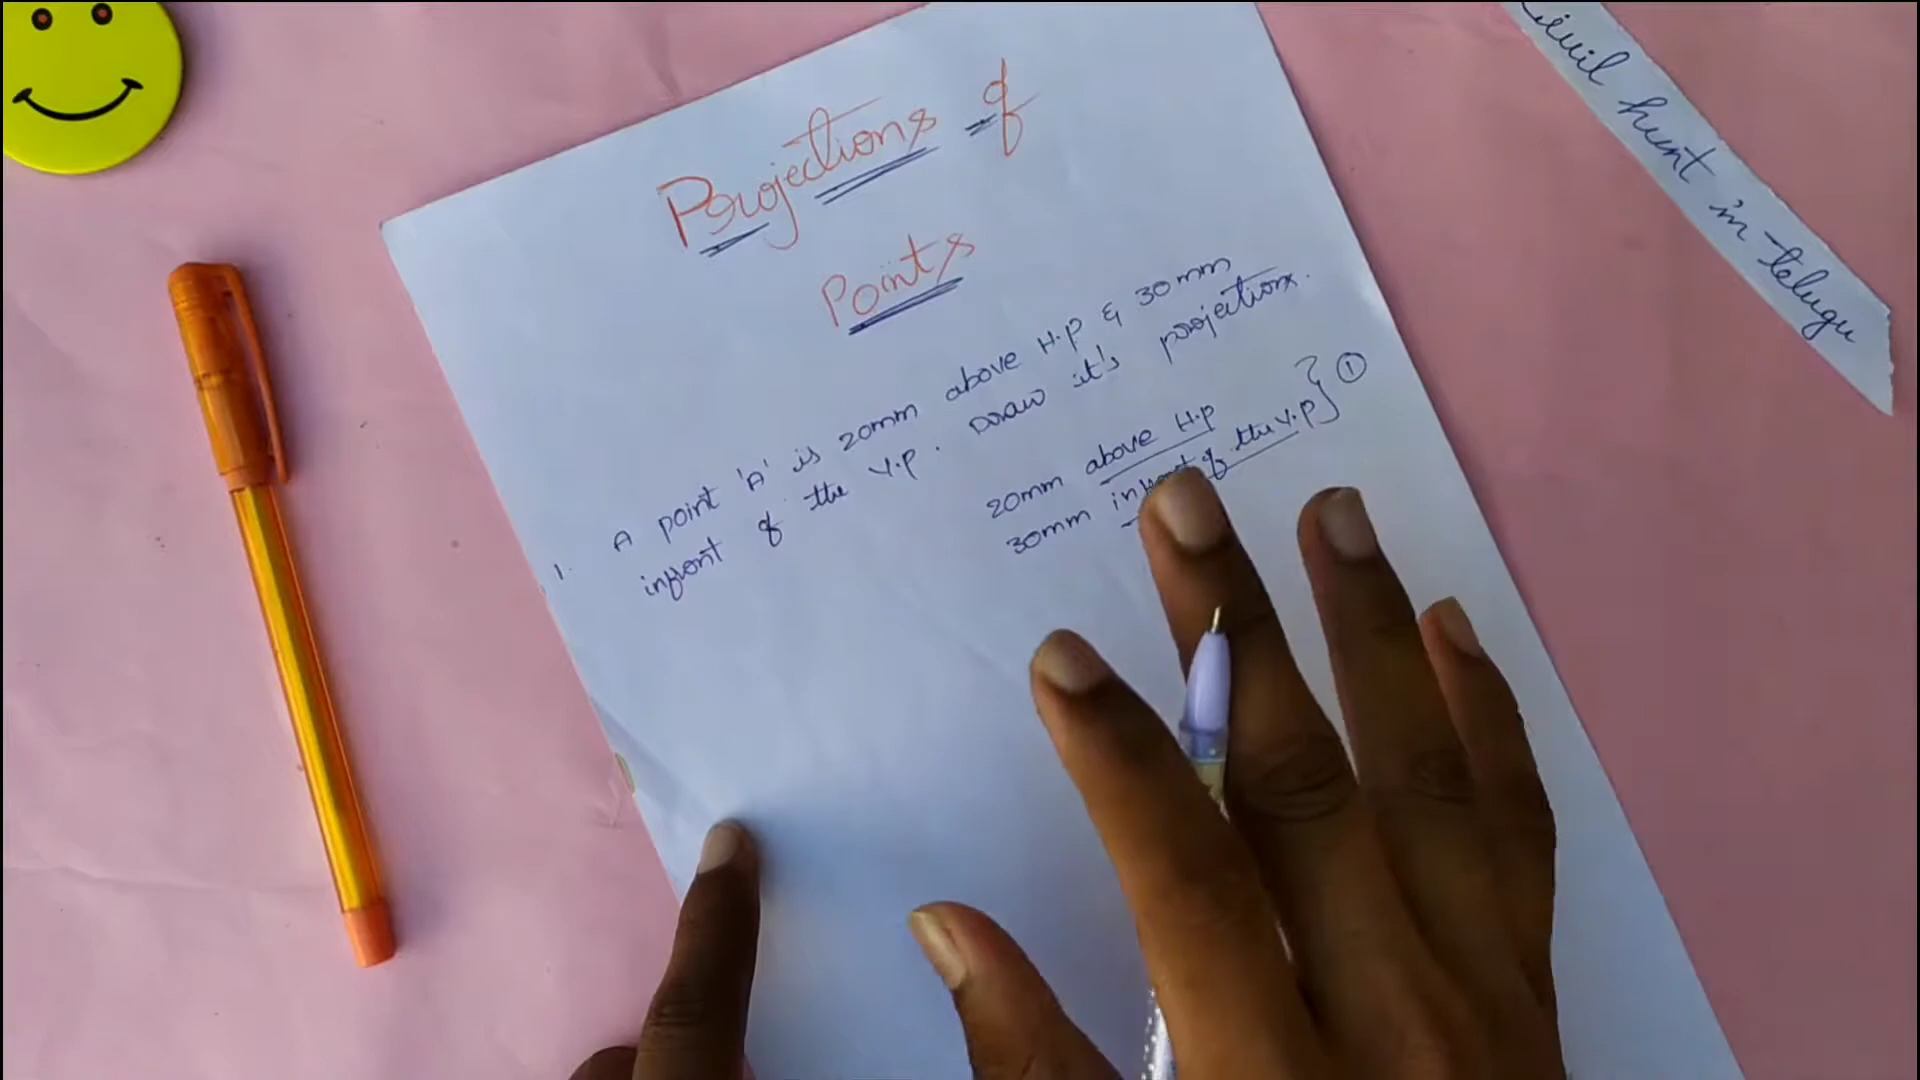 Projections of
Points
1. A point 'A' is 20mm above H.P & 30mm
infront of the V.P. Draw it's projections.
20mm above H.P
30mm infront of the V.P } ①
civil hunt in telugu